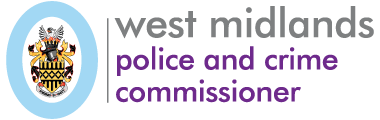 west midlands
police and crime
commissioner